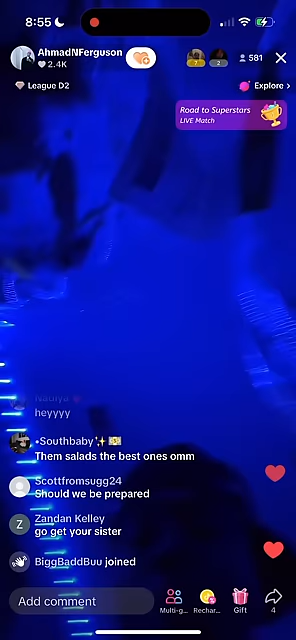 8:55
AhmadNFerguson
2.4K
7
2
581
League D2
Explore >
Road to Superstars
LIVE Match
heyyyy
•Southbaby✨
Them salads the best ones omm
Scottfromsugg24
Should we be prepared
Z
Zandan Kelley
go get your sister
BiggBaddBuu joined
Add comment
Multi-g...
Rechar...
Gift
4